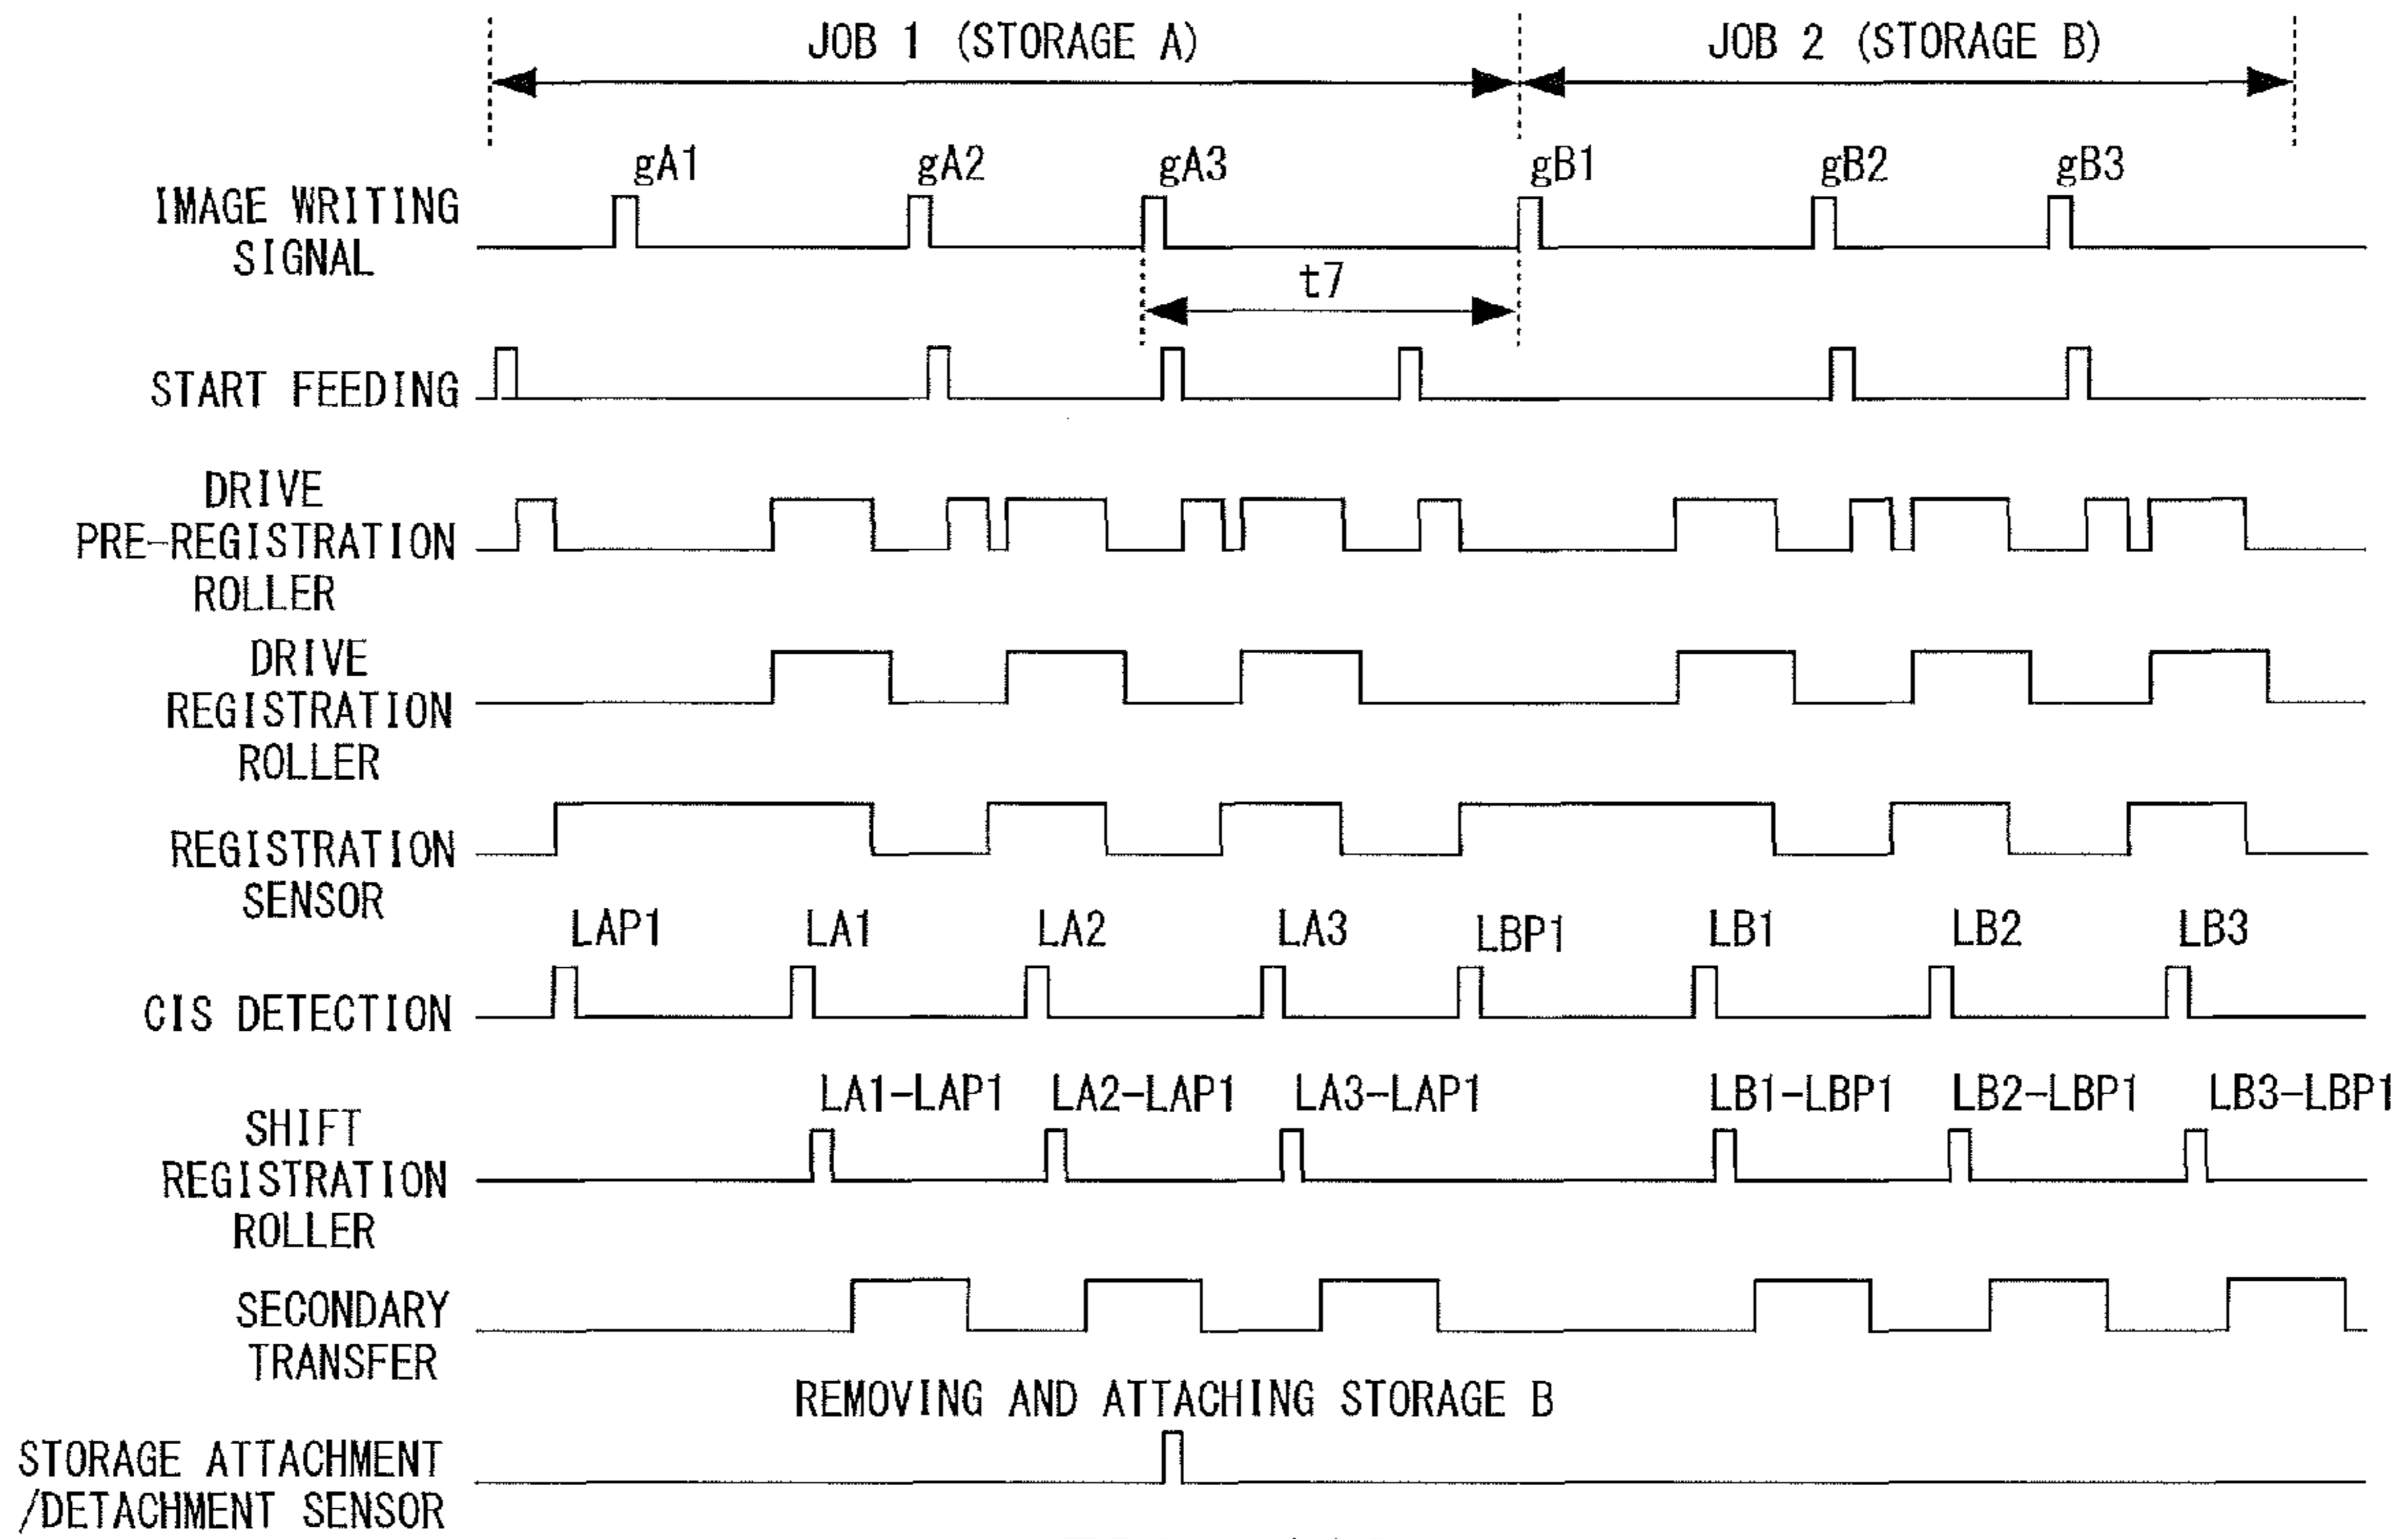 JOB 1 (STORAGE A)
JOB 2 (STORAGE B)
gA1
gA2
gA3
gB1
gB2
gB3
IMAGE WRITING
SIGNAL
t7
START FEEDING
DRIVE
PRE-REGISTRATION
ROLLER
DRIVE
REGISTRATION
ROLLER
REGISTRATION
SENSOR
LAP1
LA1
LA2
LA3
LBP1
LB1
LB2
LB3
CIS DETECTION
LA1-LAP1
LA2-LAP1
LA3-LAP1
LB1-LBP1
LB2-LBP1
LB3-LBP1
SHIFT
REGISTRATION
ROLLER
SECONDARY
TRANSFER
REMOVING AND ATTACHING STORAGE B
STORAGE ATTACHMENT
/DETACHMENT SENSOR